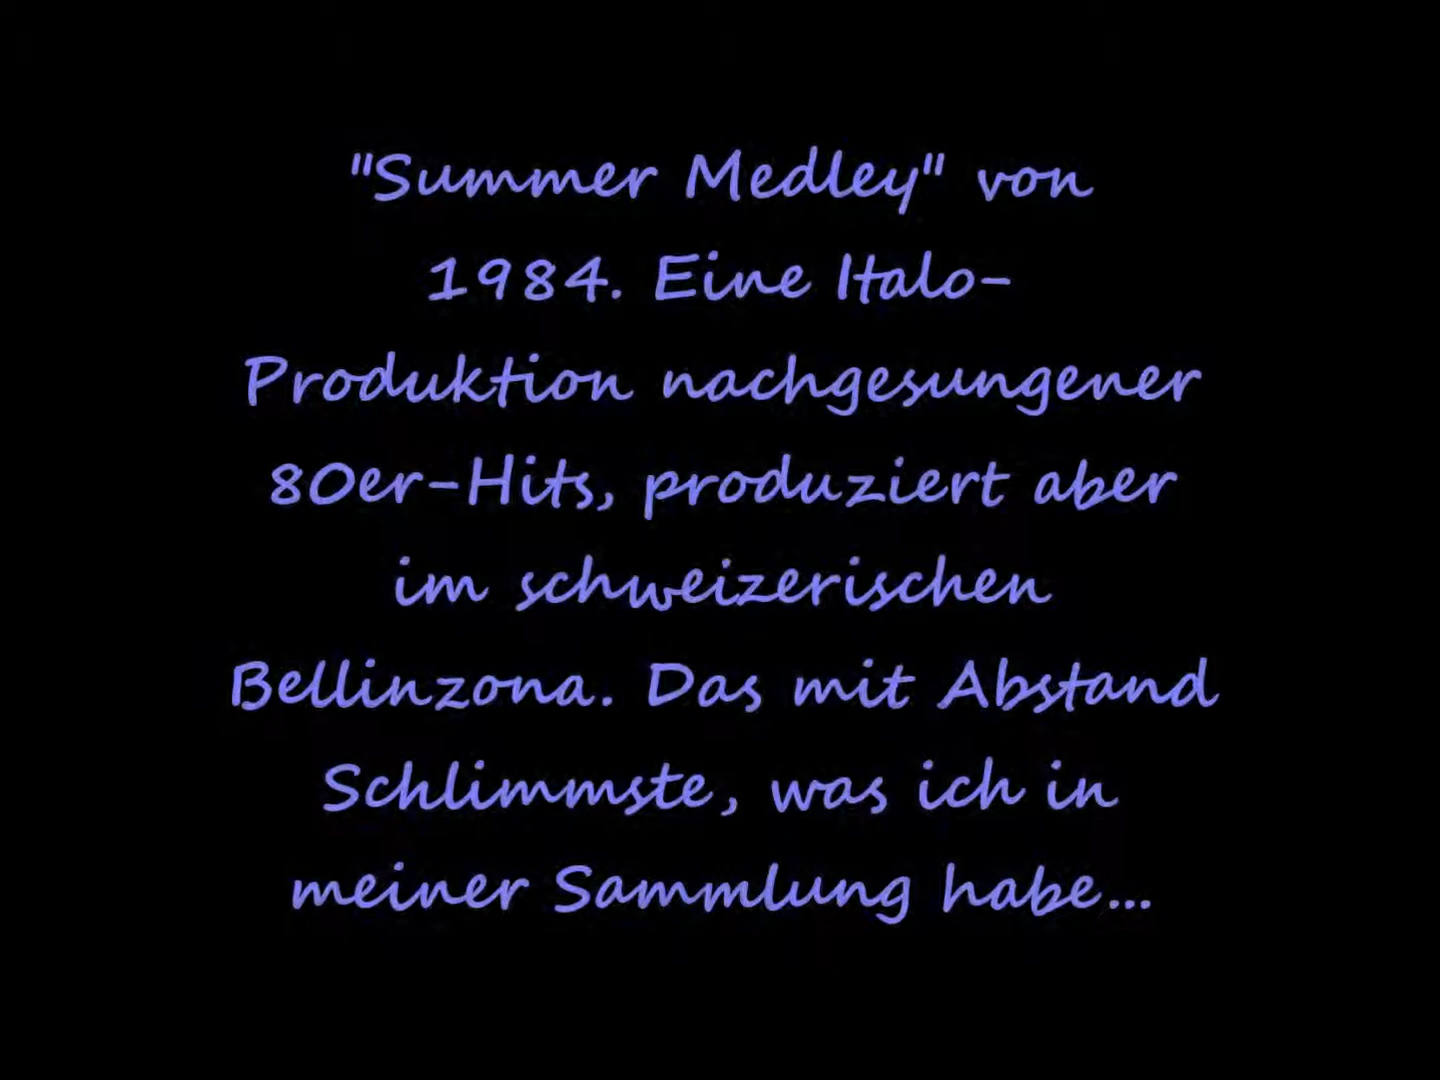 "Summer Medley" von
1984. Eine Italo-
Produktion nachgesungener
80er-Hits, produziert aber
im schweizerischen
Bellinzona. Das mit Abstand
Schlimmste, was ich in
meiner Sammlung habe...